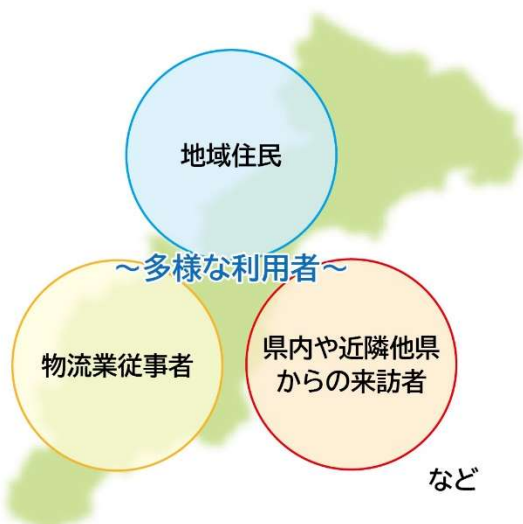 地域住民
～多様な利用者～
物流業従事者
県内や近隣他県
からの来訪者
など